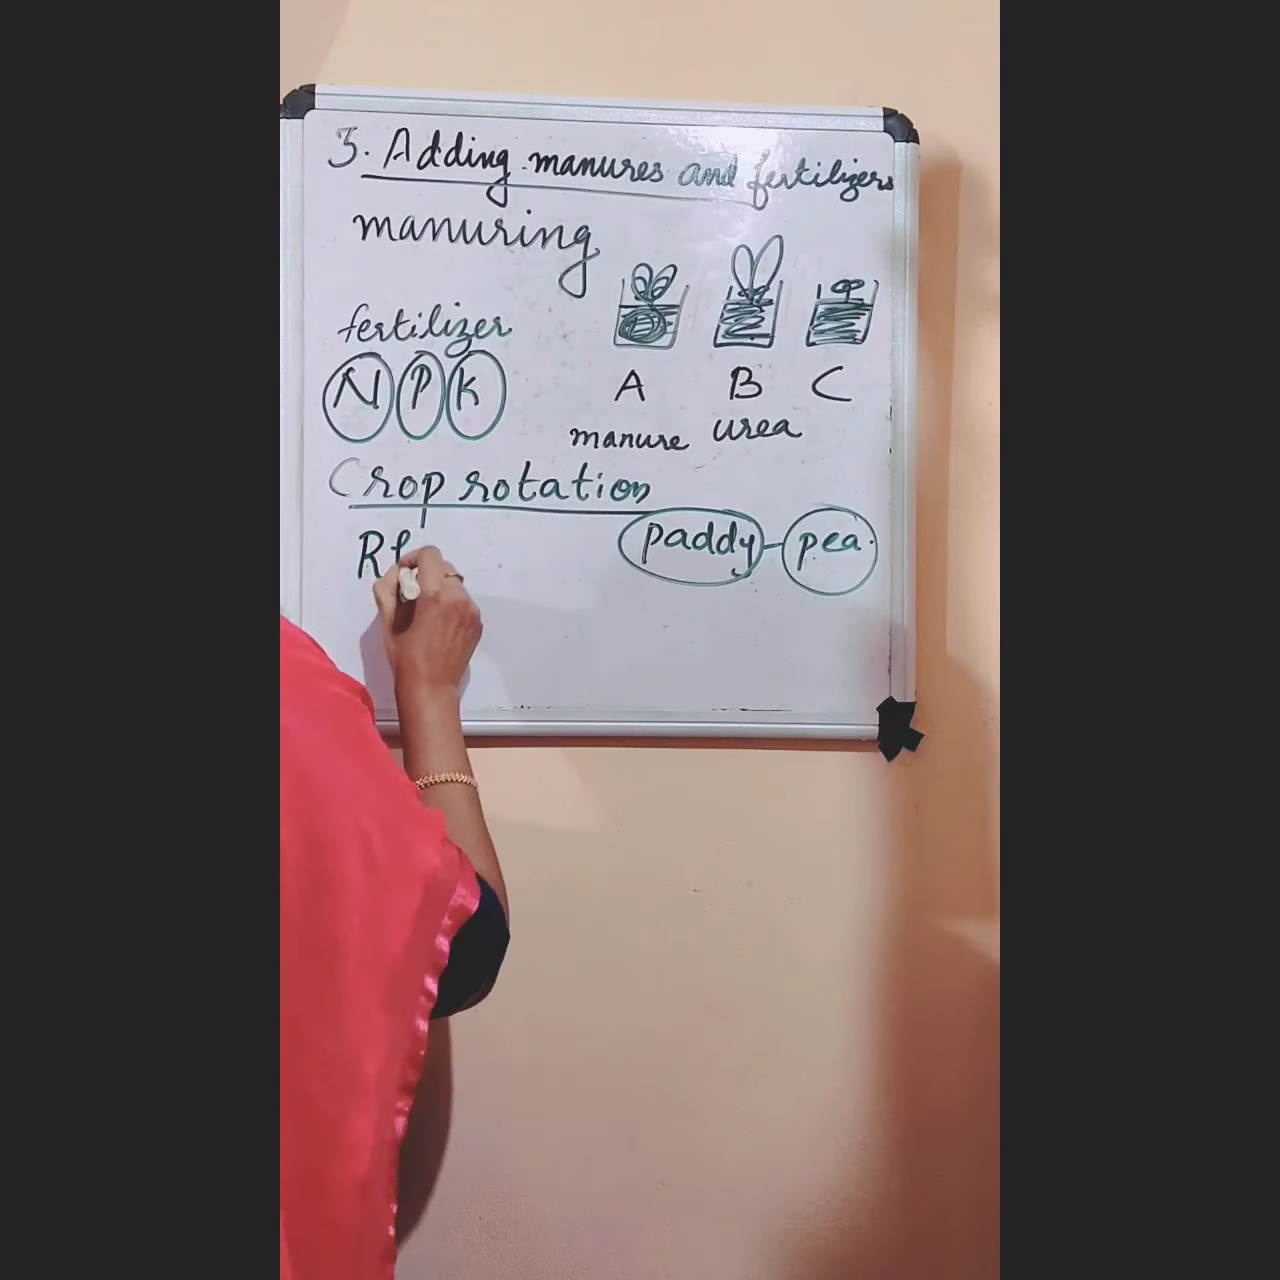 3. Adding manures and fertilizers
manuring
fertilizer
N P K
A B C
manure urea
Crop rotation
paddy - pea.